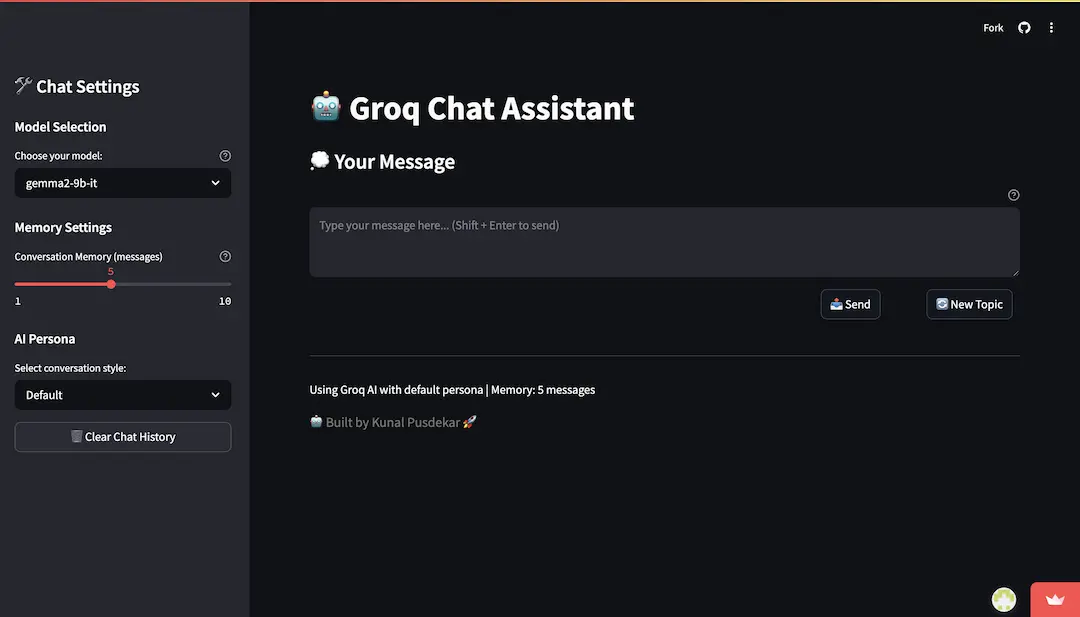 Fork
🛠 Chat Settings
Model Selection
Choose your model:
gemma2-9b-it
Memory Settings
Conversation Memory (messages)
5
1 10
AI Persona
Select conversation style:
Default
🗑 Clear Chat History
🤖 Groq Chat Assistant
💭 Your Message
Type your message here... (Shift + Enter to send)
📤 Send
🔄 New Topic
Using Groq AI with default persona | Memory: 5 messages
🤖 Built by Kunal Pusdekar 🚀